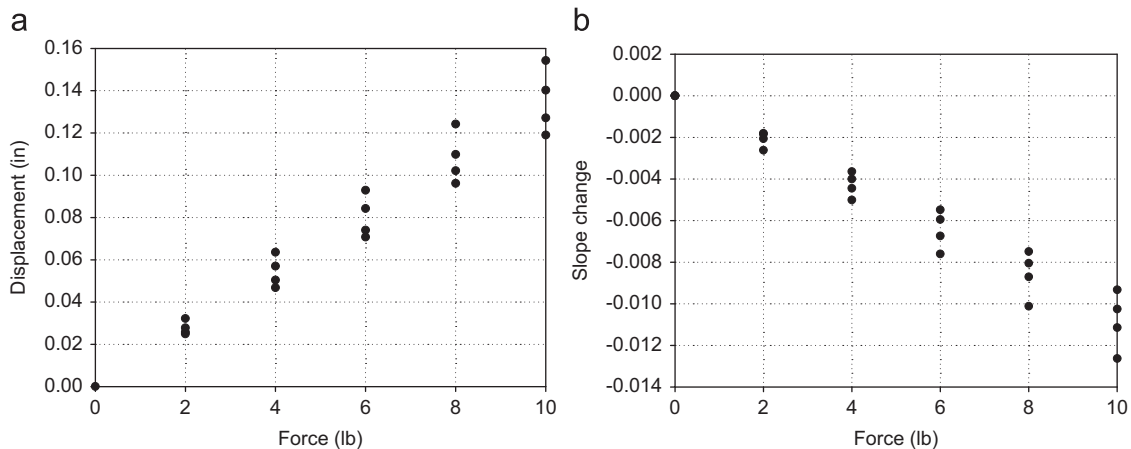 a
0.16
0.14
0.12
0.10
0.08
0.06
0.04
0.02
0.00
Displacement (in)
0 2 4 6 8 10
Force (lb)
b
0.002
0.000
-0.002
-0.004
-0.006
-0.008
-0.010
-0.012
-0.014
Slope change
0 2 4 6 8 10
Force (lb)